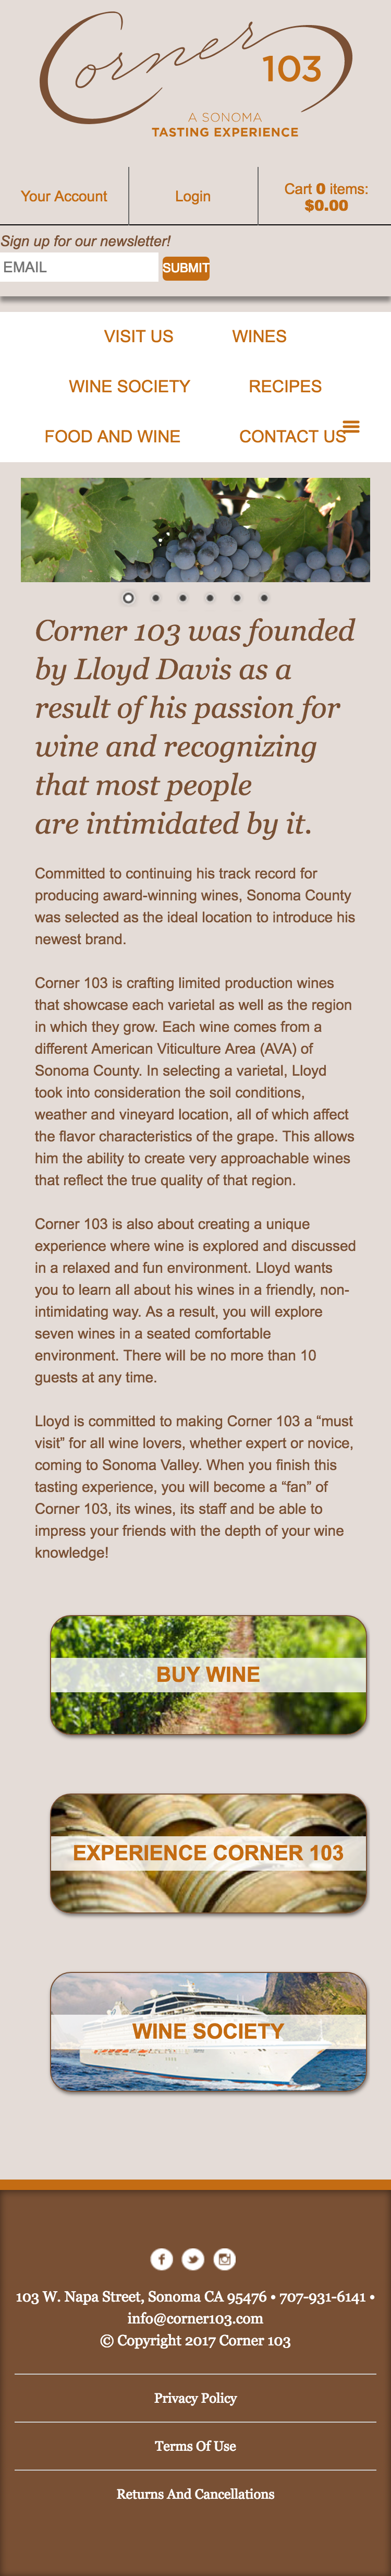 Corner 103
A SONOMA
TASTING EXPERIENCE
Your Account
Login
Cart 0 items:
$0.00
Sign up for our newsletter!
EMAIL
SUBMIT
VISIT US
WINES
WINE SOCIETY
RECIPES
FOOD AND WINE
CONTACT US
Corner 103 was founded
by Lloyd Davis as a
result of his passion for
wine and recognizing
that most people
are intimidated by it.
Committed to continuing his track record for
producing award-winning wines, Sonoma County
was selected as the ideal location to introduce his
newest brand.
Corner 103 is crafting limited production wines
that showcase each varietal as well as the region
in which they grow. Each wine comes from a
different American Viticulture Area (AVA) of
Sonoma County. In selecting a varietal, Lloyd
took into consideration the soil conditions,
weather and vineyard location, all of which affect
the flavor characteristics of the grape. This allows
him the ability to create very approachable wines
that reflect the true quality of that region.
Corner 103 is also about creating a unique
experience where wine is explored and discussed
in a relaxed and fun environment. Lloyd wants
you to learn all about his wines in a friendly, non-
intimidating way. As a result, you will explore
seven wines in a seated comfortable
environment. There will be no more than 10
guests at any time.
Lloyd is committed to making Corner 103 a “must
visit” for all wine lovers, whether expert or novice,
coming to Sonoma Valley. When you finish this
tasting experience, you will become a “fan” of
Corner 103, its wines, its staff and be able to
impress your friends with the depth of your wine
knowledge!
BUY WINE
EXPERIENCE CORNER 103
WINE SOCIETY
103 W. Napa Street, Sonoma CA 95476 • 707-931-6141 •
info@corner103.com
© Copyright 2017 Corner 103
Privacy Policy
Terms Of Use
Returns And Cancellations